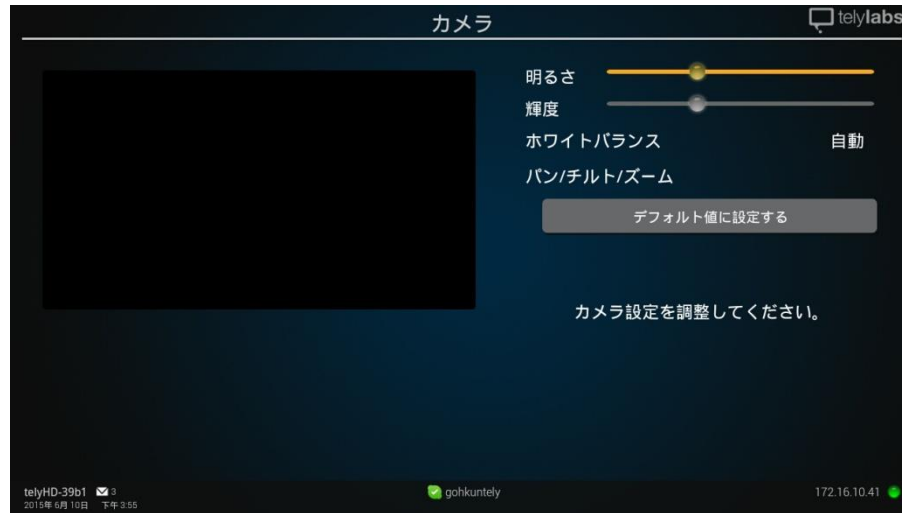 カメラ
telylabs
明るさ
輝度
ホワイトバランス 自動
パン/チルト/ズーム
デフォルト値に設定する
カメラ設定を調整してください。
telyHD-39b1 3
2015年 6月 10日 下午 3:55
gohkuntely
172.16.10.41